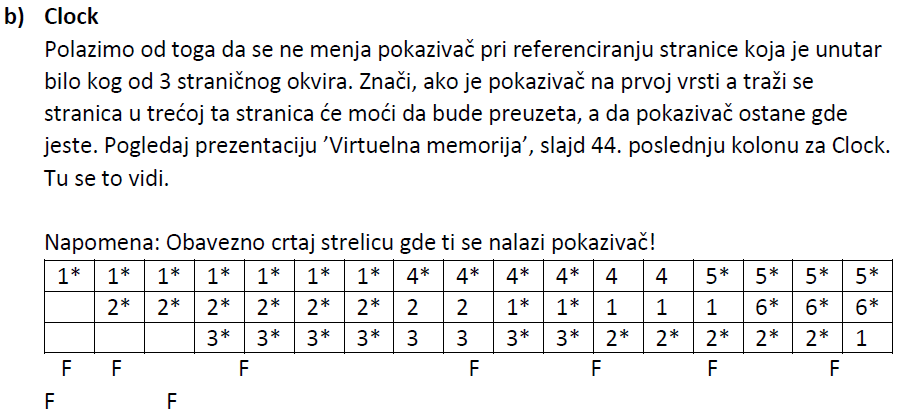 b) Clock
Polazimo od toga da se ne menja pokazivač pri referenciranju stranice koja je unutar
bilo kog od 3 straničnog okvira. Znači, ako je pokazivač na prvoj vrsti a traži se
stranica u trećoj ta stranica će moći da bude preuzeta, a da pokazivač ostane gde
jeste. Pogledaj prezentaciju ’Virtuelna memorija’, slajd 44. poslednju kolonu za Clock.
Tu se to vidi.
Napomena: Obavezno crtaj strelicu gde ti se nalazi pokazivač!
1* 1* 1* 1* 1* 1* 1* 4* 4* 4* 4* 4 4 5* 5* 5* 5*
2* 2* 2* 2* 2* 2* 2 2 1* 1* 1 1 1 6* 6* 6*
3* 3* 3* 3* 3 3 3* 3* 2* 2* 2* 2* 2* 1
F F F F F F F
F F